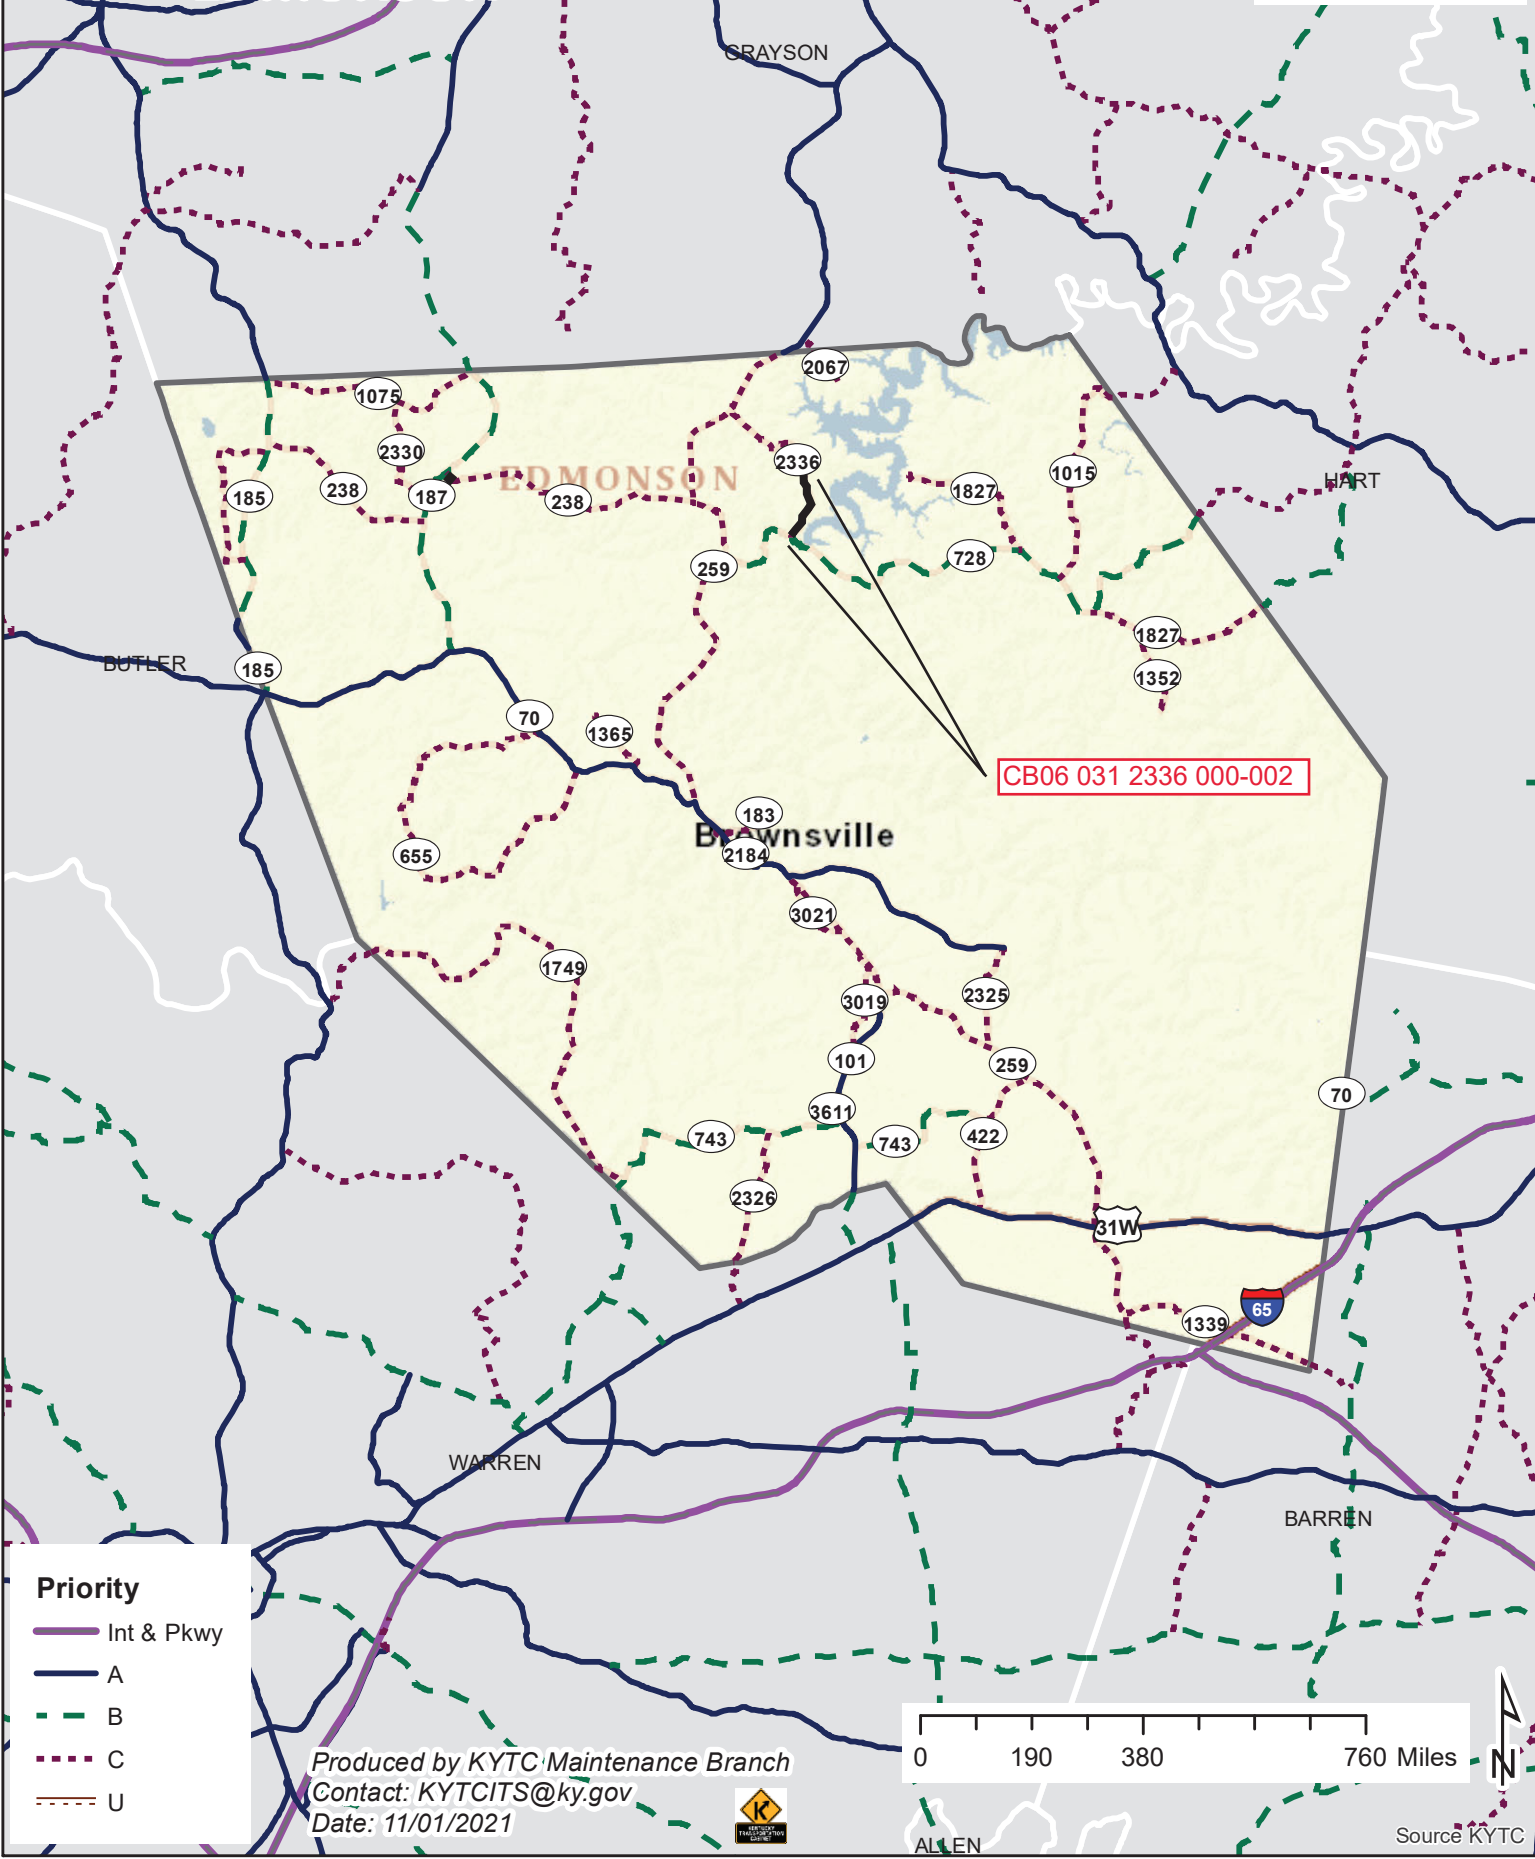 GRAYSON
2067
1075
2330
EDMONSON
2336
1015
238
187
185
238
1827
HART
259
728
1827
BUTLER
185
1352
70
1365
CB06 031 2336 000-002
183
Brownsville
2184
655
3021
1749
2325
3019
101
259
70
3611
743
743
422
2326
31W
65
1339
WARREN
BARREN
Priority
Int & Pkwy
A
B
C
U
Produced by KYTC Maintenance Branch
Contact: KYTCITS@ky.gov
Date: 11/01/2021
KENTUCKY
TRANSPORTATION
CABINET
0 190 380 760 Miles
N
Source KYTC
ALLEN